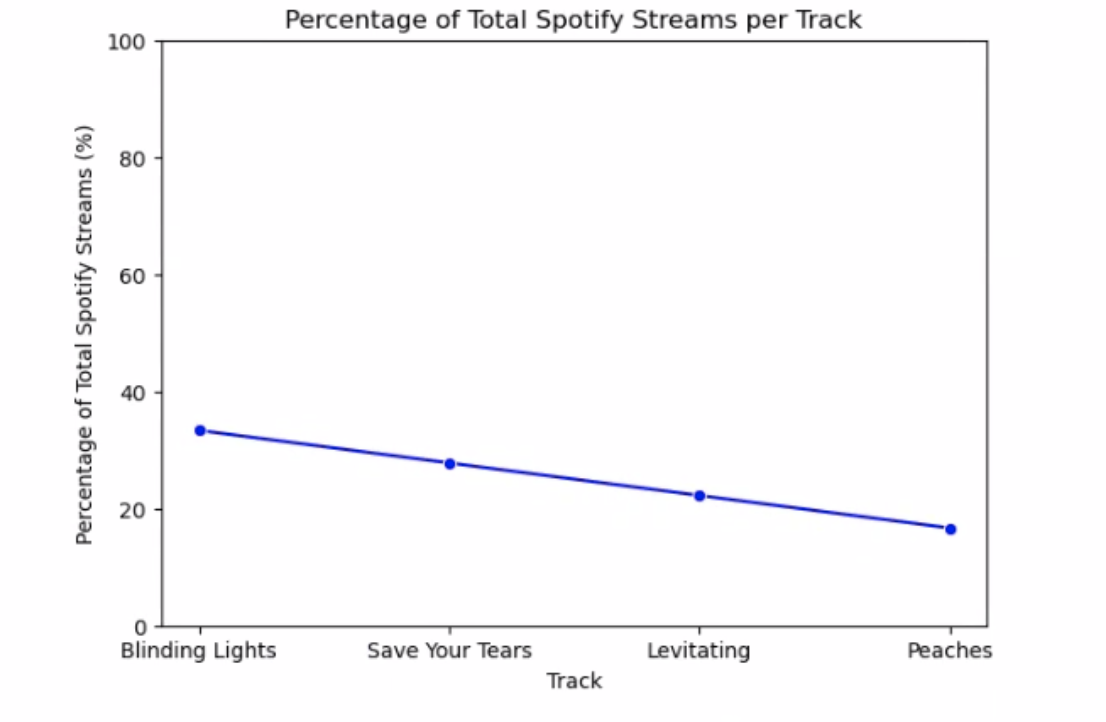 Percentage of Total Spotify Streams per Track
Percentage of Total Spotify Streams (%)
100
80
60
40
20
0
Blinding Lights Save Your Tears Levitating Peaches
Track